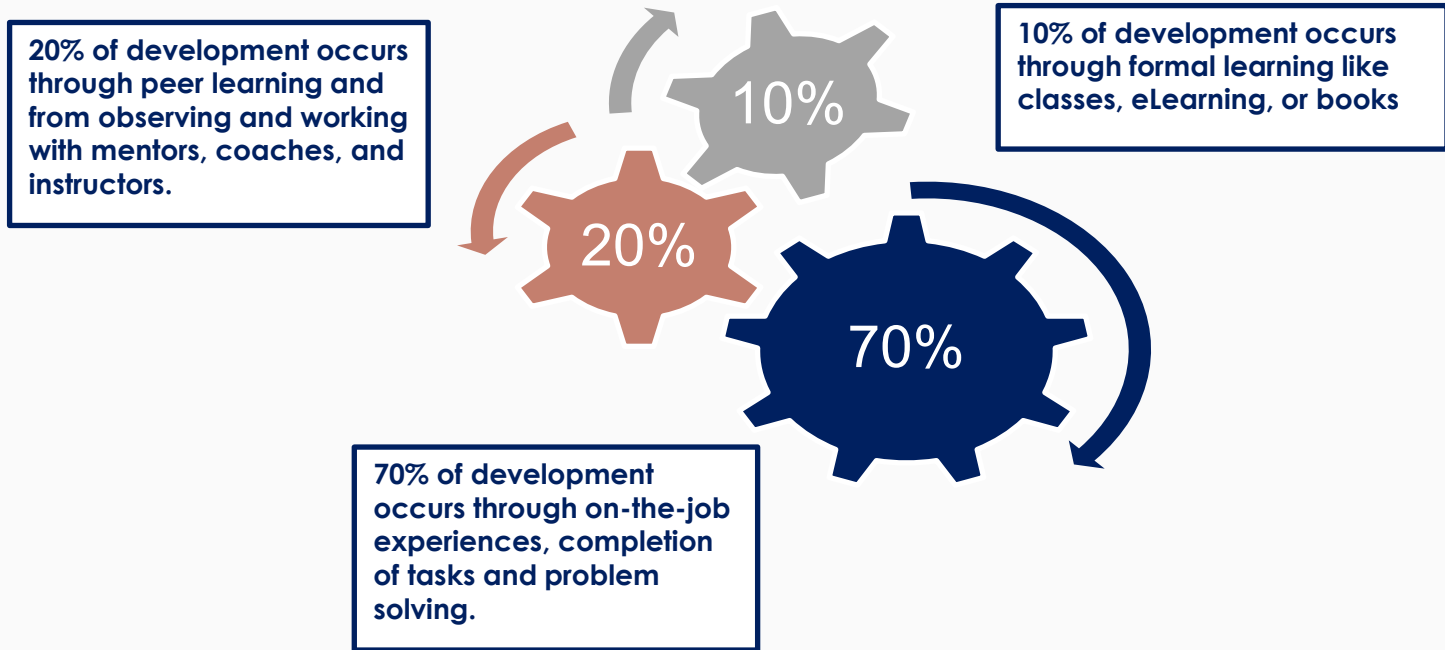 20% of development occurs
through peer learning and
from observing and working
with mentors, coaches, and
instructors.
10%
10% of development occurs
through formal learning like
classes, eLearning, or books
20%
70%
70% of development
occurs through on-the-job
experiences, completion
of tasks and problem
solving.